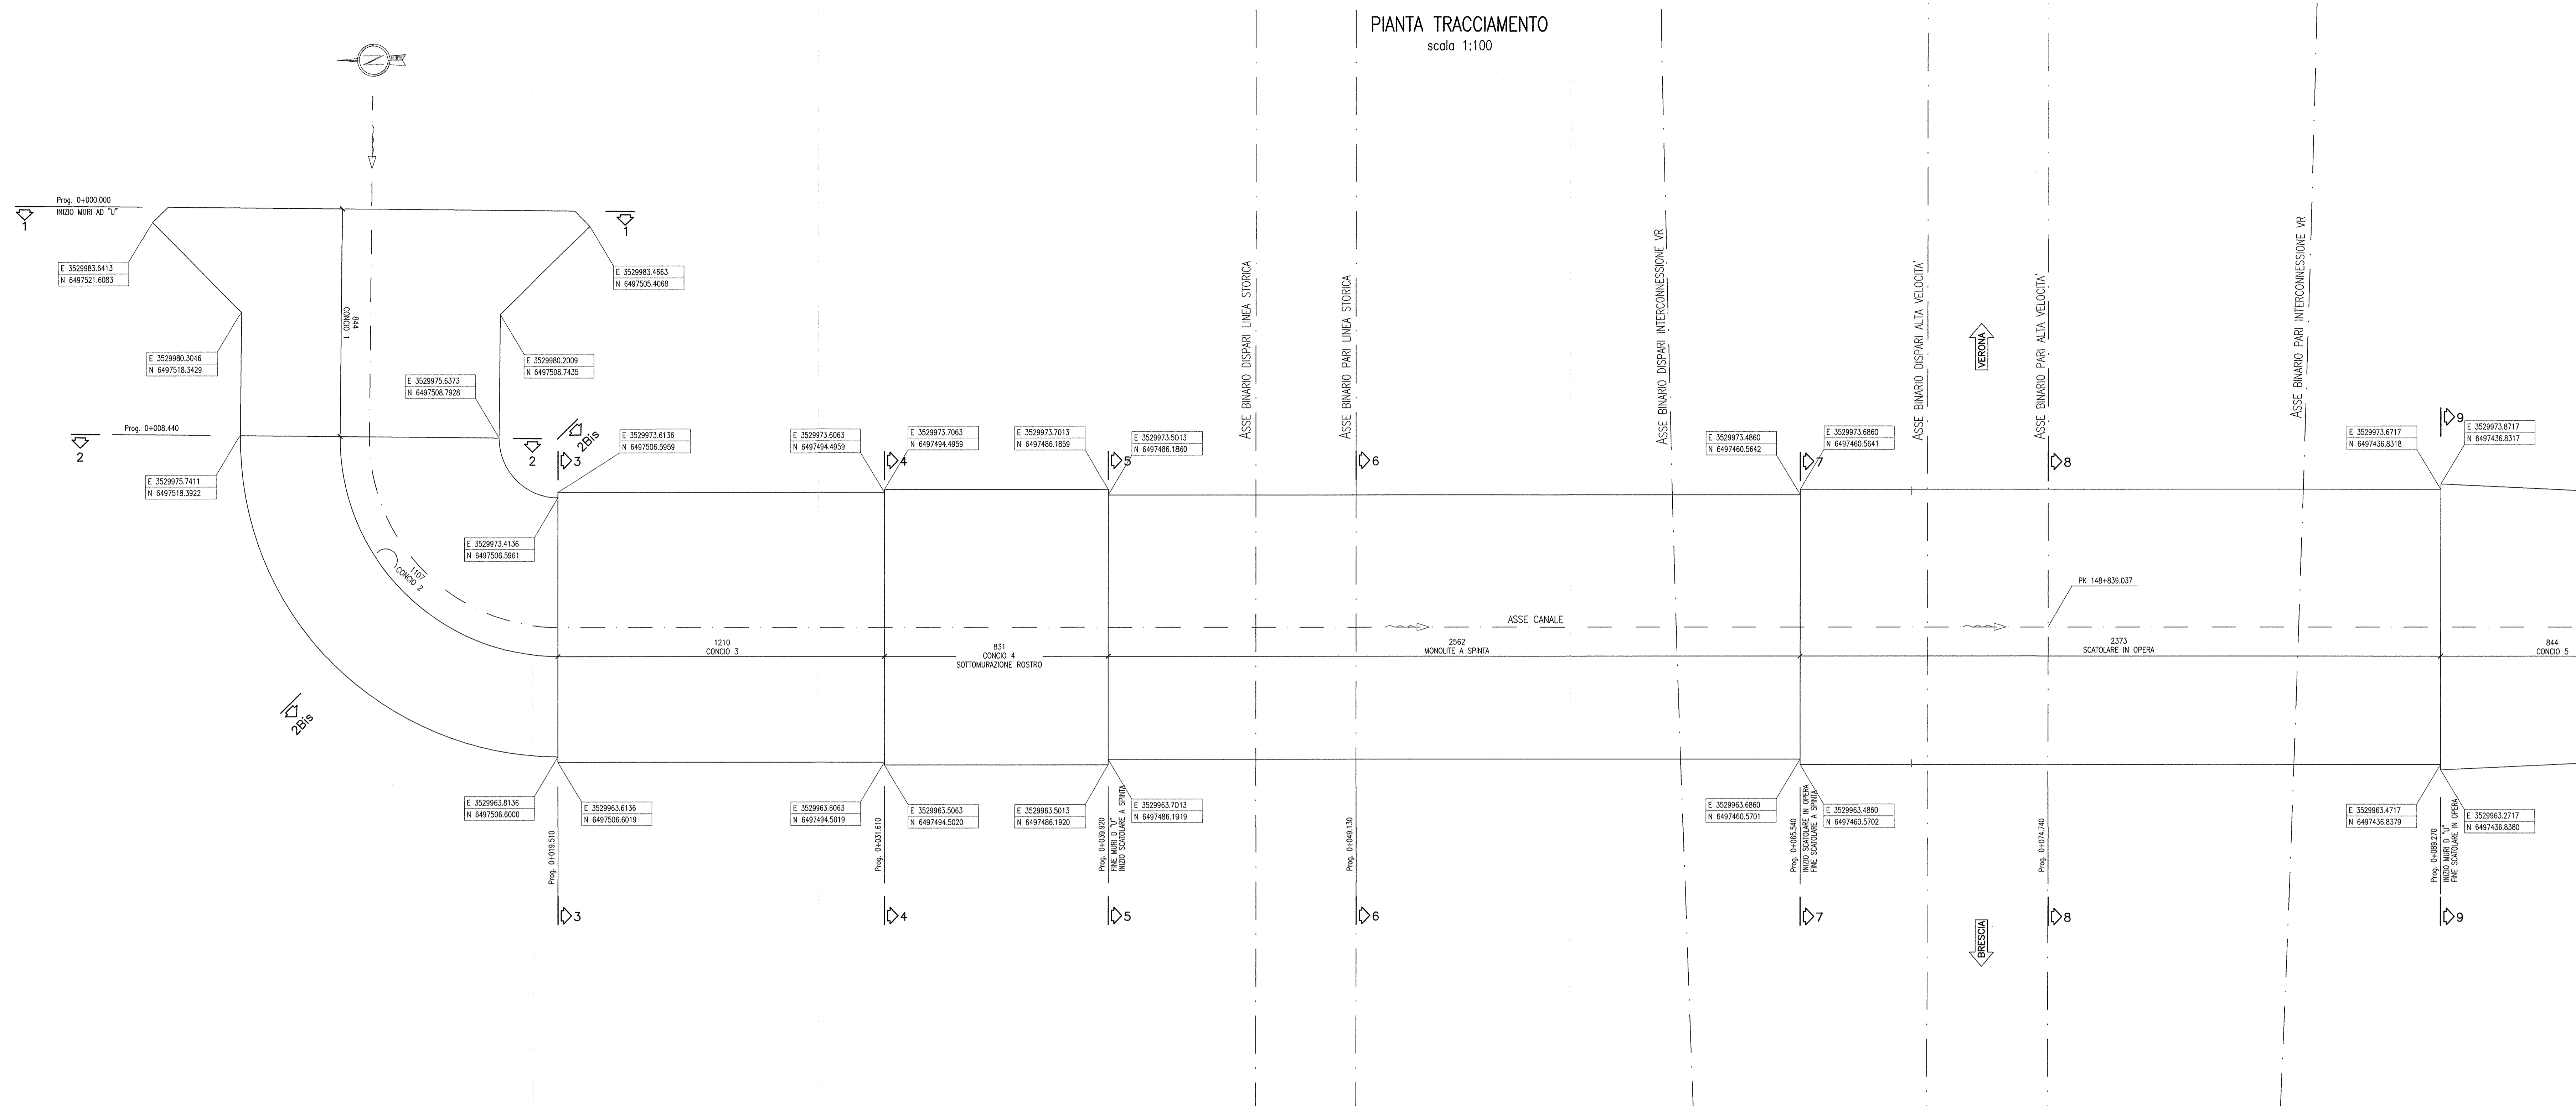 PIANTA TRACCIAMENTO
scala 1:100
N
Prog. 0+000.000
INIZIO MURI AD "U"
1
1
E 3529983.6413
N 6497521.6083
E 3529983.4663
N 6497505.4068
844
CONCIO 1
E 3529980.3046
N 6497518.3429
E 3529980.2009
N 6497508.7435
E 3529975.6373
N 6497508.7928
Prog. 0+008.440
2
2
2Bis
E 3529975.7411
N 6497518.3922
E 3529973.6136
N 6497506.5959
3
E 3529973.4136
N 6497506.5961
1107
CONCIO 2
2Bis
E 3529973.6063
N 6497494.4959
E 3529973.7063
N 6497494.4959
4
E 3529973.7013
N 6497486.1859
E 3529973.5013
N 6497486.1860
5
ASSE BINARIO DISPARI LINEA STORICA
ASSE BINARIO PARI LINEA STORICA
6
ASSE BINARIO DISPARI INTERCONNESSIONE VR
E 3529973.4860
N 6497460.5642
E 3529973.6860
N 6497460.5641
7
ASSE BINARIO DISPARI ALTA VELOCITA'
VERONA
ASSE BINARIO PARI ALTA VELOCITA'
8
ASSE BINARIO PARI INTERCONNESSIONE VR
E 3529973.6717
N 6497436.8318
9
E 3529973.8717
N 6497436.8317
PK 148+839.037
ASSE CANALE
1210
CONCIO 3
831
CONCIO 4
SOTTOMURAZIONE ROSTRO
2562
MONOLITE A SPINTA
2373
SCATOLARE IN OPERA
844
CONCIO 5
E 3529963.8136
N 6497506.6000
E 3529963.6136
N 6497506.6019
E 3529963.6063
N 6497494.5019
E 3529963.5063
N 6497494.5020
E 3529963.5013
N 6497486.1920
E 3529963.7013
N 6497486.1919
E 3529963.6860
N 6497460.5701
E 3529963.4860
N 6497460.5702
E 3529963.4717
N 6497436.8379
E 3529963.2717
N 6497436.8380
Prog. 0+019.510
Prog. 0+031.610
Prog. 0+039.920
FINE MURI D "U"
INIZIO SCATOLARE A SPINTA
Prog. 0+049.130
Prog. 0+065.540
INIZIO SCATOLARE IN OPERA
FINE SCATOLARE A SPINTA
Prog. 0+074.740
Prog. 0+089.270
INIZIO MURI D "U"
FINE SCATOLARE IN OPERA
3
4
5
6
7
BRESCIA
8
9